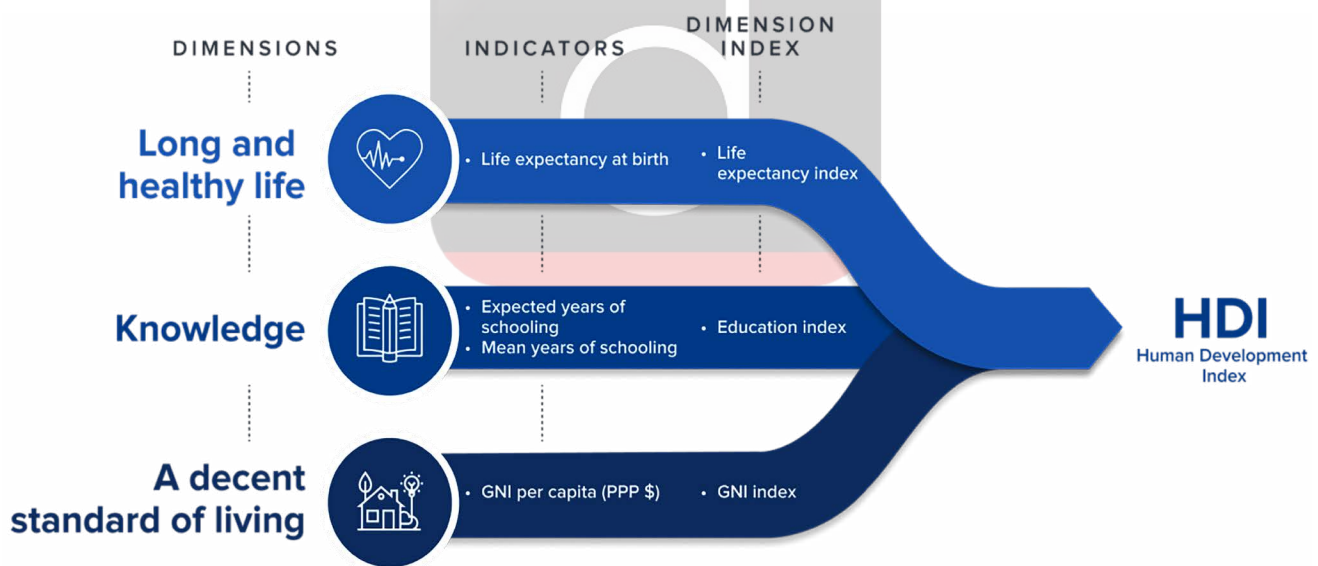 DIMENSIONS
INDICATORS
DIMENSION
INDEX
Long and
healthy life
• Life expectancy at birth
• Life
expectancy index
Knowledge
• Expected years of
schooling
• Mean years of schooling
• Education index
A decent
standard of living
• GNI per capita (PPP $)
• GNI index
HDI
Human Development
Index